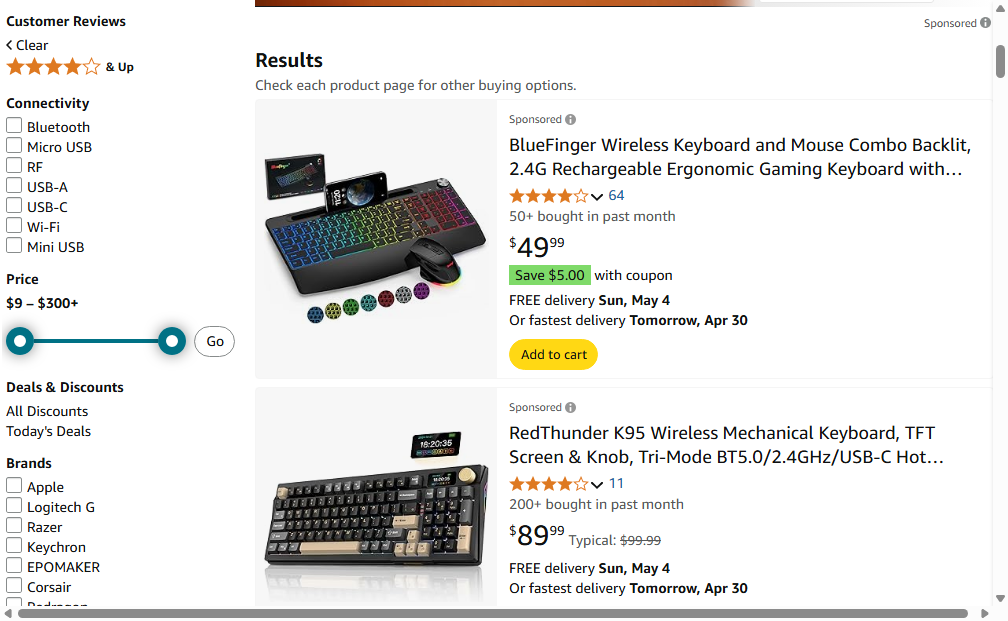 Customer Reviews
Clear
& Up
Connectivity
Bluetooth
Micro USB
RF
USB-A
USB-C
Wi-Fi
Mini USB
Price
$9 – $300+
Go
Deals & Discounts
All Discounts
Today's Deals
Brands
Apple
Logitech G
Razer
Keychron
EPOMAKER
Corsair
Redragon
Sponsored
Results
Check each product page for other buying options.
Sponsored
BlueFinger Wireless Keyboard and Mouse Combo Backlit,
2.4G Rechargeable Ergonomic Gaming Keyboard with…
64
50+ bought in past month
$49.99
Save $5.00 with coupon
FREE delivery Sun, May 4
Or fastest delivery Tomorrow, Apr 30
Add to cart
Sponsored
RedThunder K95 Wireless Mechanical Keyboard, TFT
Screen & Knob, Tri-Mode BT5.0/2.4GHz/USB-C Hot…
11
200+ bought in past month
$89.99 Typical: $99.99
FREE delivery Sun, May 4
Or fastest delivery Tomorrow, Apr 30
16:20:35